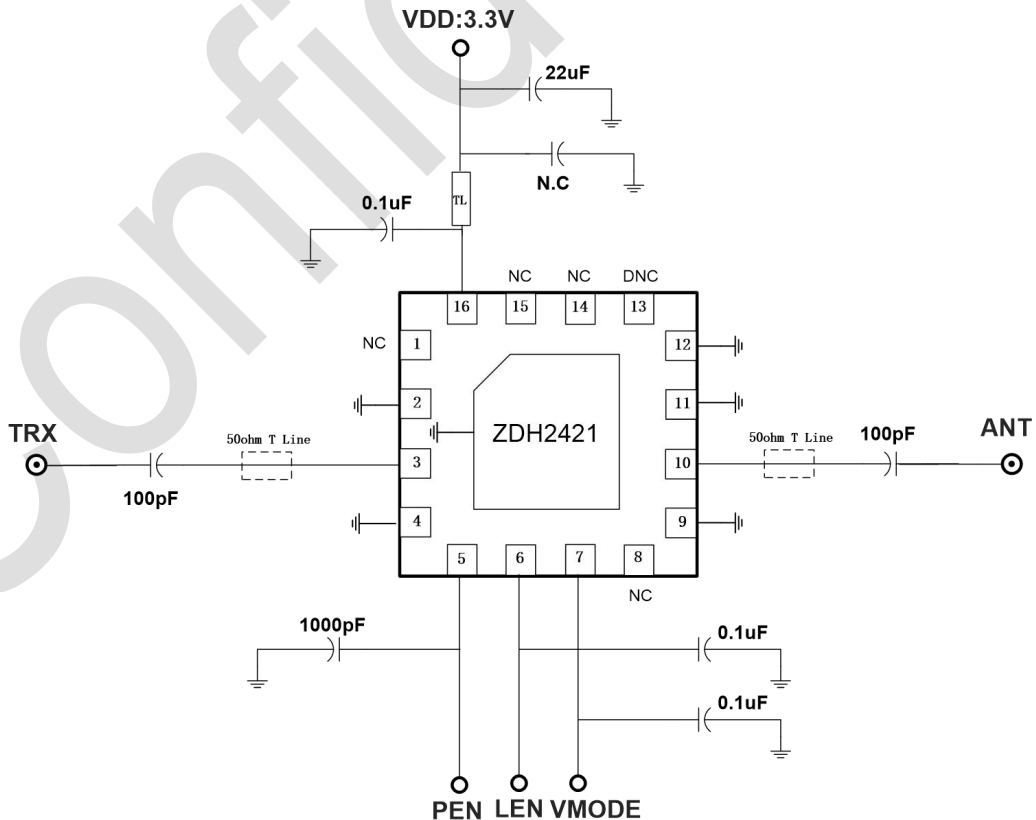 VDD:3.3V
22uF
N.C
TL
0.1uF
NC NC DNC
16 15 14 13
NC 1 12
2 11
TRX 50ohm T Line 3 ZDH2421 10 50ohm T Line 100pF ANT
100pF
4 9
5 6 7 8
NC
1000pF 0.1uF
0.1uF
PEN LEN VMODE
Confid